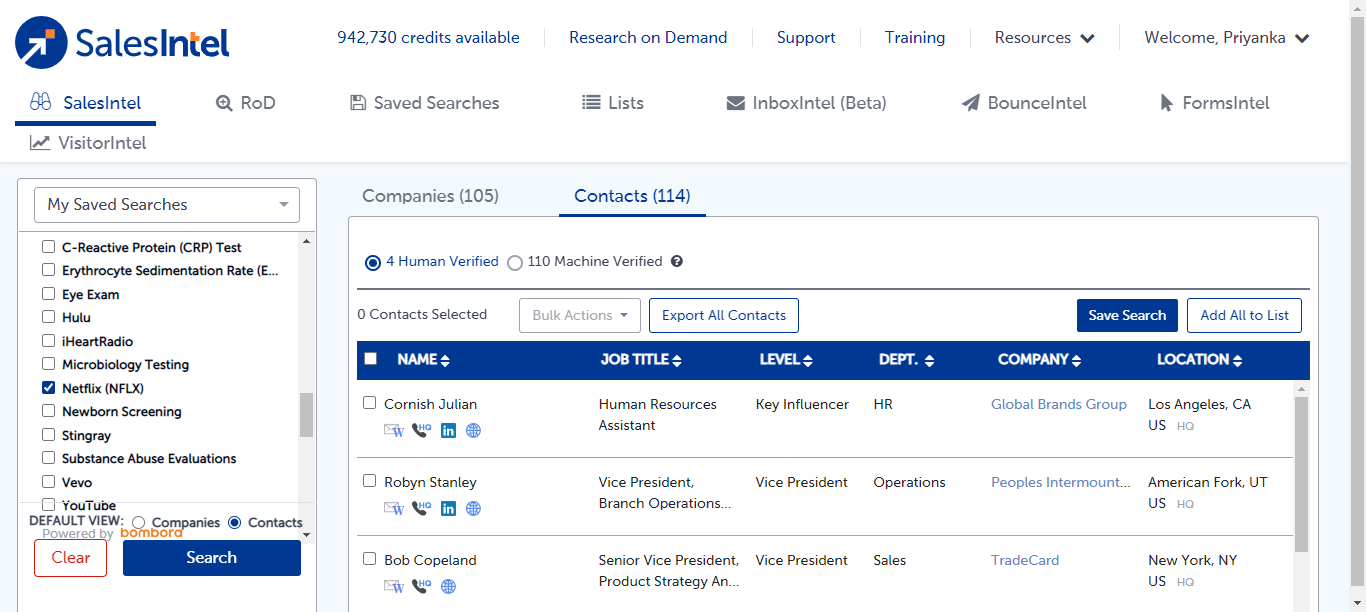 SalesIntel
942,730 credits available
Research on Demand
Support
Training
Resources
Welcome, Priyanka
SalesIntel
RoD
Saved Searches
Lists
InboxIntel (Beta)
BounceIntel
FormsIntel
VisitorIntel
My Saved Searches
C-Reactive Protein (CRP) Test
Erythrocyte Sedimentation Rate (E...
Eye Exam
Hulu
iHeartRadio
Microbiology Testing
Netflix (NFLX)
Newborn Screening
Stingray
Substance Abuse Evaluations
Vevo
YouTube
DEFAULT VIEW: Companies Contacts
Powered by bombora
Clear
Search
Companies (105)
Contacts (114)
4 Human Verified
110 Machine Verified ?
0 Contacts Selected
Bulk Actions
Export All Contacts
Save Search
Add All to List
NAME JOB TITLE LEVEL DEPT. COMPANY LOCATION
Cornish Julian Human Resources Key Influencer HR Global Brands Group Los Angeles, CA
Assistant US HQ
W HQ in
Robyn Stanley Vice President, Vice President Operations Peoples Intermount... American Fork, UT
Branch Operations... US HQ
W HQ in
Bob Copeland Senior Vice President, Vice President Sales TradeCard New York, NY
Product Strategy An... US HQ
W HQ